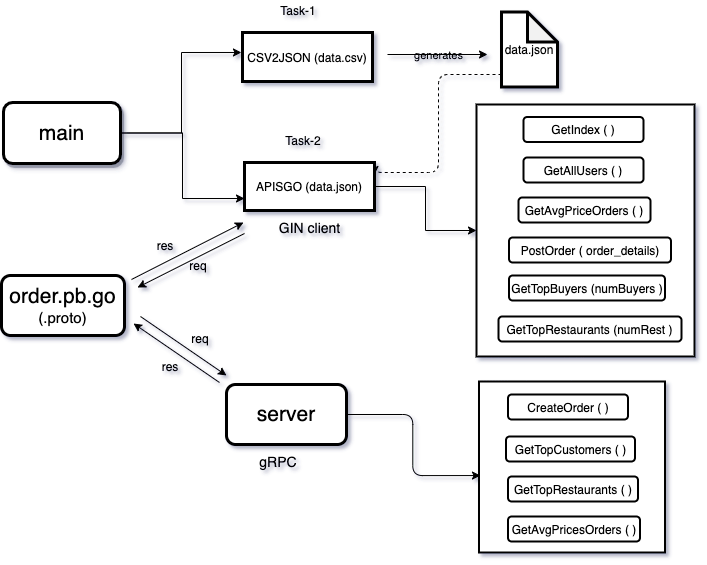 Task-1
CSV2JSON (data.csv)
generates
data.json
main
Task-2
APISGO (data.json)
GIN client
GetIndex ( )
GetAllUsers ( )
GetAvgPriceOrders ( )
PostOrder ( order_details)
GetTopBuyers (numBuyers )
GetTopRestaurants (numRest )
res
req
order.pb.go
(.proto)
req
res
server
gRPC
CreateOrder ( )
GetTopCustomers ( )
GetTopRestaurants ( )
GetAvgPricesOrders ( )